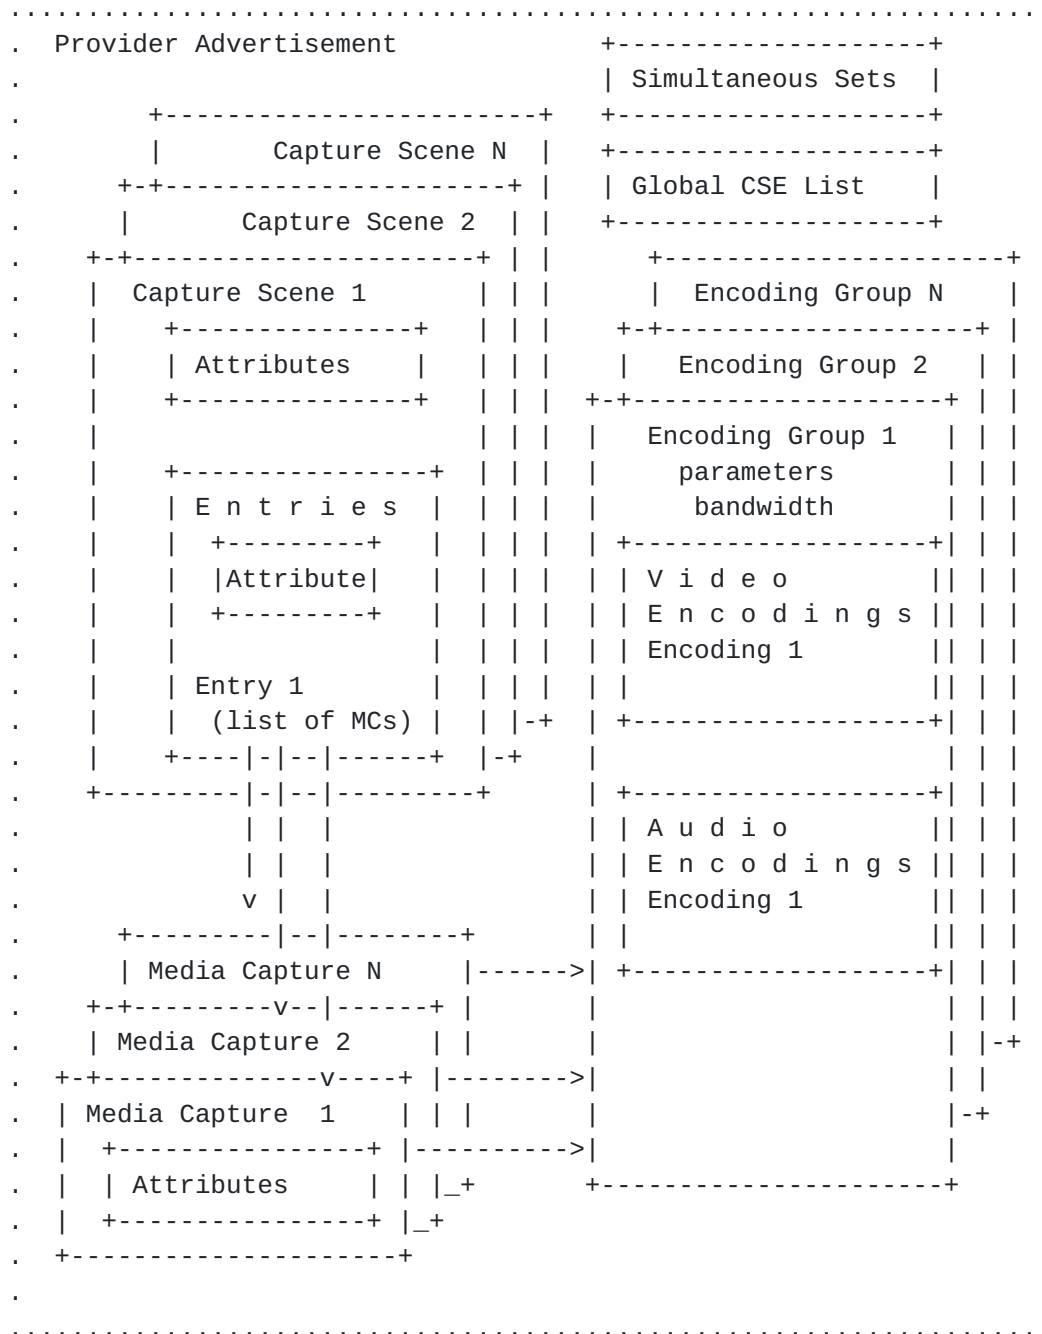 Provider Advertisement
Simultaneous Sets
Capture Scene N
Global CSE List
Capture Scene 2
Capture Scene 1
Encoding Group N
Attributes
Encoding Group 2
Encoding Group 1
parameters
E n t r i e s
bandwidth
Attribute
V i d e o
E n c o d i n g s
Encoding 1
Entry 1
(list of MCs)
A u d i o
E n c o d i n g s
Encoding 1
Media Capture N
Media Capture 2
Media Capture 1
Attributes